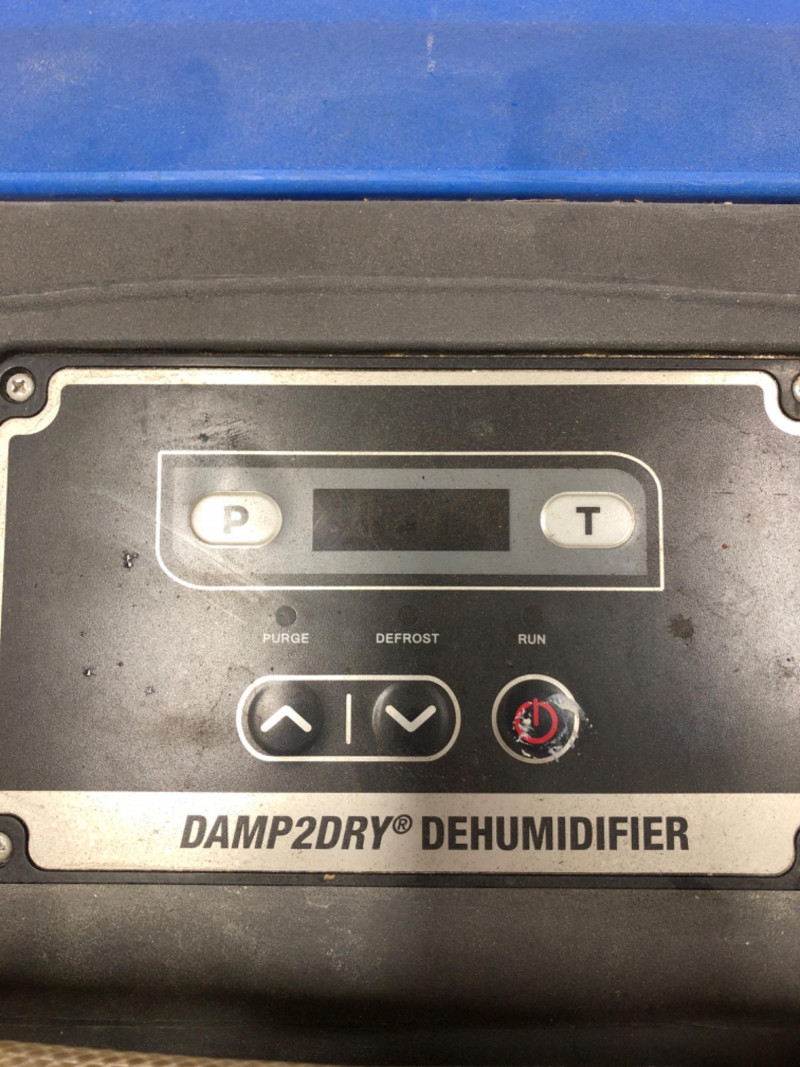 P T
PURGE DEFROST RUN
DAMP2DRY® DEHUMIDIFIER